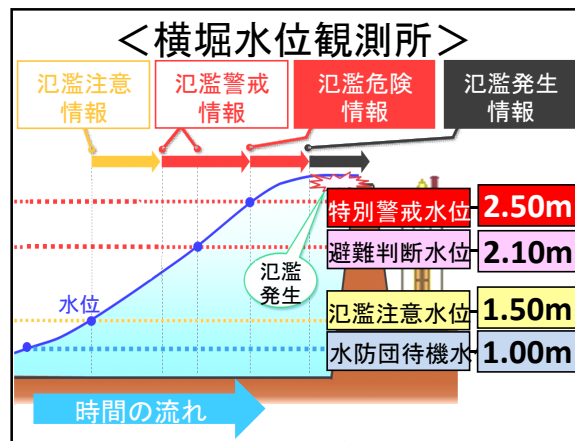 ＜横堀水位観測所＞
氾濫注意
情報
氾濫警戒
情報
氾濫危険
情報
氾濫発生
情報
特別警戒水位 2.50m
避難判断水位 2.10m
氾濫
発生
水位
氾濫注意水位 1.50m
水防団待機水 1.00m
時間の流れ